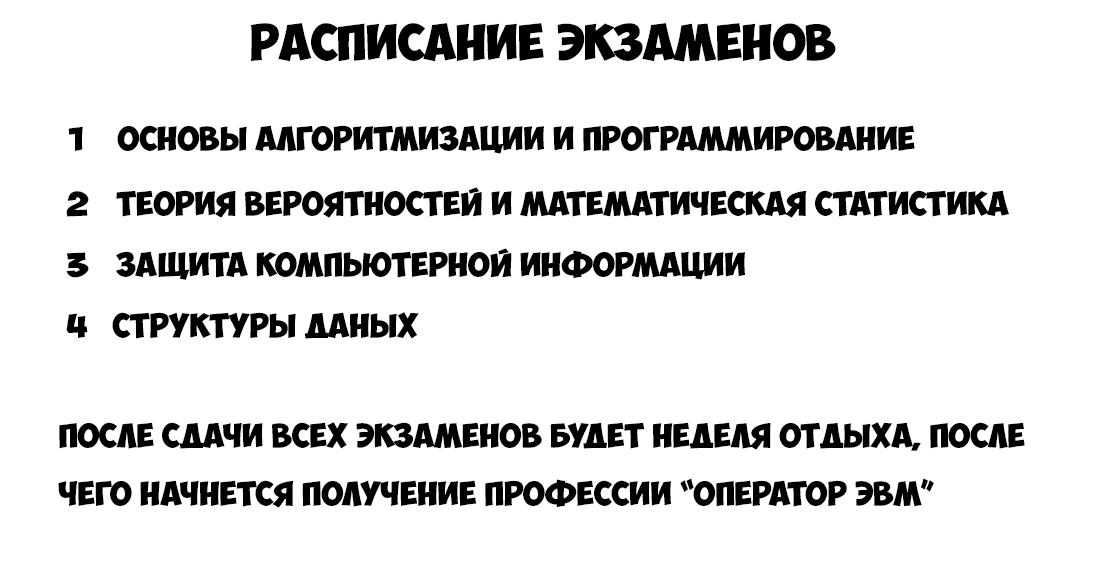 РАСПИСАНИЕ ЭКЗАМЕНОВ
1 ОСНОВЫ АЛГОРИТМИЗАЦИИ И ПРОГРАММИРОВАНИЕ
2 ТЕОРИЯ ВЕРОЯТНОСТЕЙ И МАТЕМАТИЧЕСКАЯ СТАТИСТИКА
3 ЗАЩИТА КОМПЬЮТЕРНОЙ ИНФОРМАЦИИ
4 СТРУКТУРЫ ДАНЫХ
ПОСЛЕ СДАЧИ ВСЕХ ЭКЗАМЕНОВ БУДЕТ НЕДЕЛЯ ОТДЫХА, ПОСЛЕ
ЧЕГО НАЧНЕТСЯ ПОЛУЧЕНИЕ ПРОФЕССИИ "ОПЕРАТОР ЭВМ"